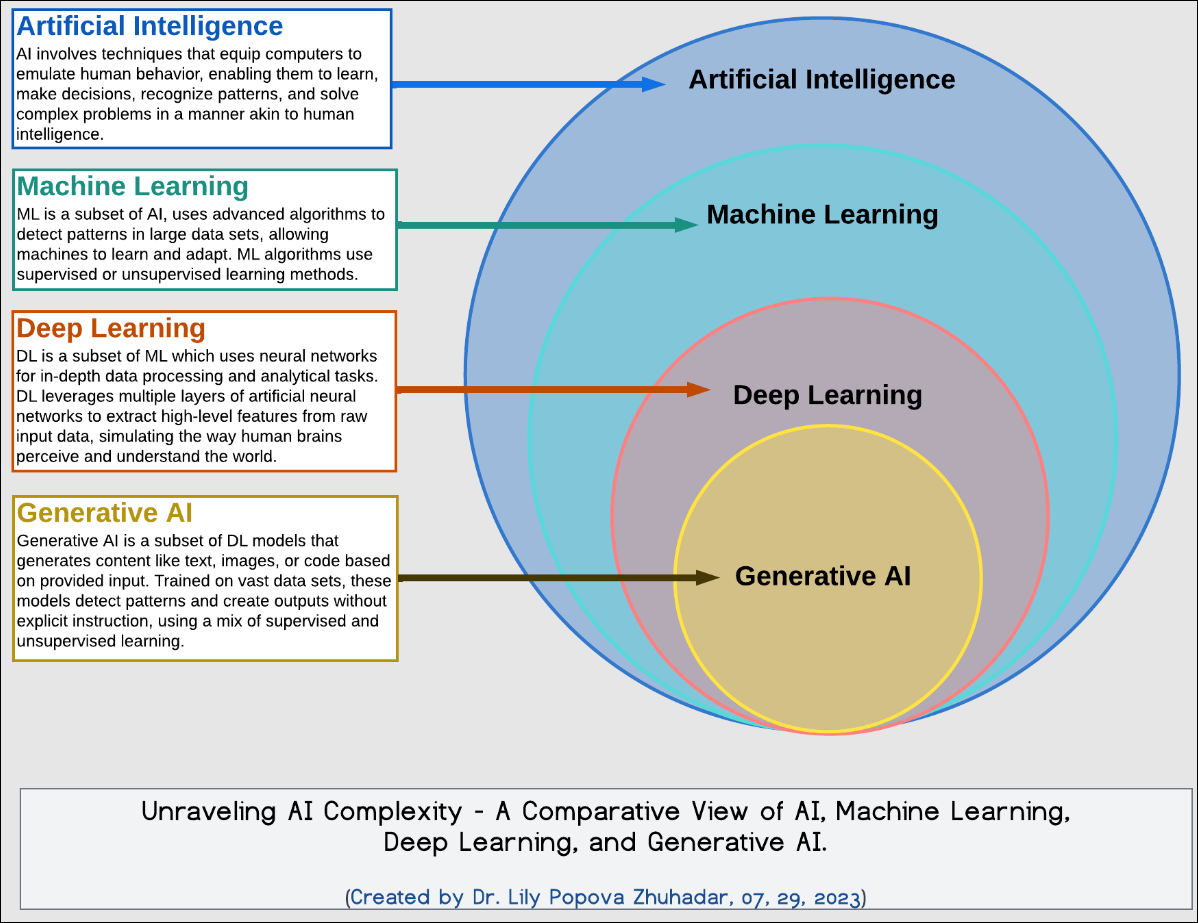 Artificial Intelligence
AI involves techniques that equip computers to
emulate human behavior, enabling them to learn,
make decisions, recognize patterns, and solve
complex problems in a manner akin to human
intelligence.
Machine Learning
ML is a subset of AI, uses advanced algorithms to
detect patterns in large data sets, allowing
machines to learn and adapt. ML algorithms use
supervised or unsupervised learning methods.
Deep Learning
DL is a subset of ML which uses neural networks
for in-depth data processing and analytical tasks.
DL leverages multiple layers of artificial neural
networks to extract high-level features from raw
input data, simulating the way human brains
perceive and understand the world.
Generative AI
Generative AI is a subset of DL models that
generates content like text, images, or code based
on provided input. Trained on vast data sets, these
models detect patterns and create outputs without
explicit instruction, using a mix of supervised and
unsupervised learning.
Artificial Intelligence
Machine Learning
Deep Learning
Generative AI
Unraveling AI Complexity - A Comparative View of AI, Machine Learning,
Deep Learning, and Generative AI.
(Created by Dr. Lily Popova Zhuhadar, 07, 29, 2023)